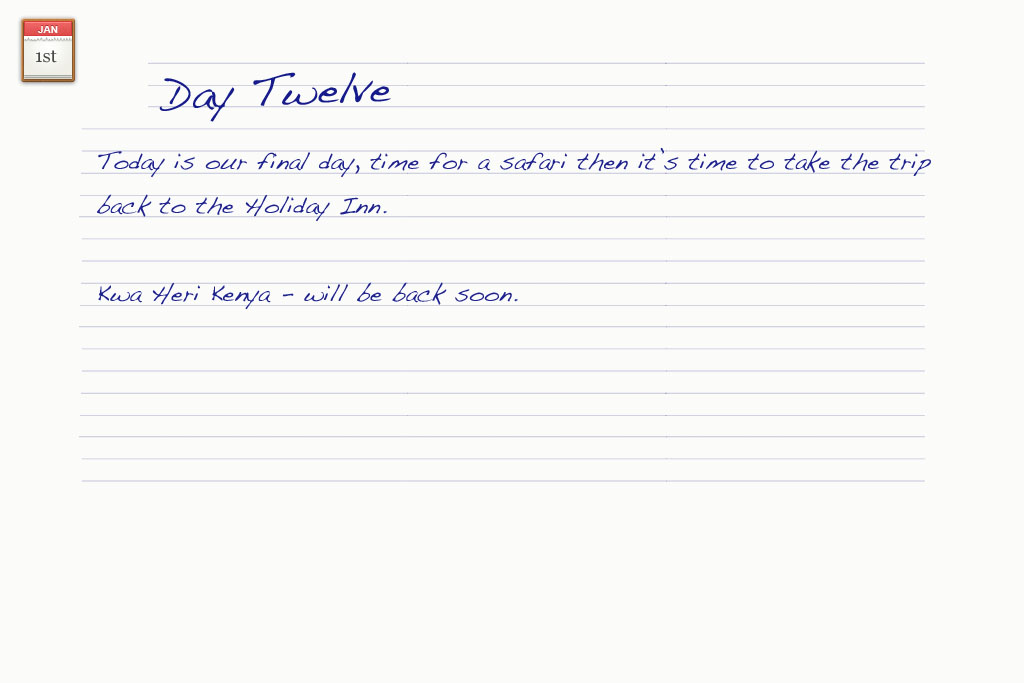 JAN
1st
Day Twelve
Today is our final day, time for a safari then it's time to take the trip
back to the Holiday Inn.
Kwa Heri Kenya - will be back soon.